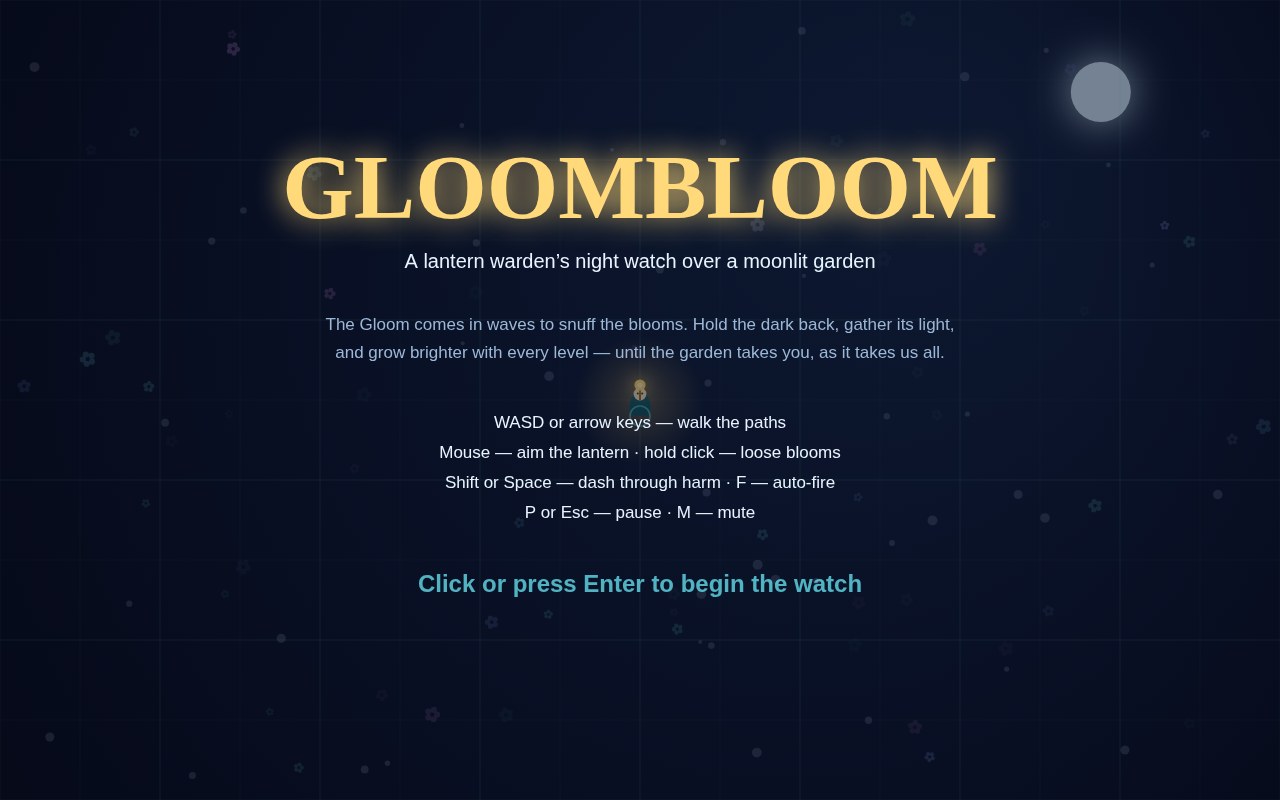 GLOOMBLOOM
A lantern warden’s night watch over a moonlit garden
The Gloom comes in waves to snuff the blooms. Hold the dark back, gather its light,
and grow brighter with every level — until the garden takes you, as it takes us all.
WASD or arrow keys — walk the paths
Mouse — aim the lantern · hold click — loose blooms
Shift or Space — dash through harm · F — auto-fire
P or Esc — pause · M — mute
Click or press Enter to begin the watch